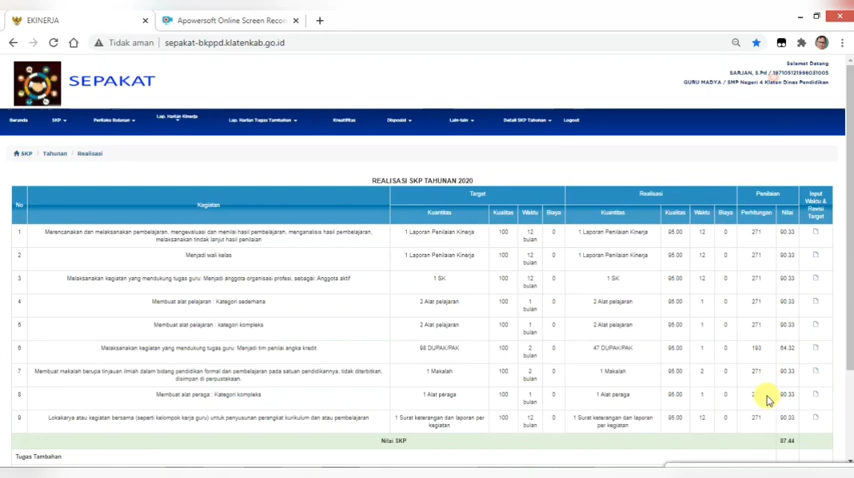 EKINERJA
Apowersoft Online Screen Recor
Tidak aman
sepakat-bkppd.klatenkab.go.id
SEPAKAT
Selamat Datang
SARJAN, S.Pd / 197105121998031005
GURU MADYA / SMP Negeri 4 Klaten Dinas Pendidikan
Beranda SKP Perilaku Bulanan Lap. Harian Kinerja Lap. Harian Tugas Tambahan Kreatifitas Disposisi Lain-lain Detail SKP Tahunan Logout
SKP / Tahunan / Realisasi
REALISASI SKP TAHUNAN 2020
No Kegiatan Target Realisasi Penilaian Input Waktu & Revisi Target
Kuantitas Kualitas Waktu Biaya Kuantitas Kualitas Waktu Biaya Perhitungan Nilai
1 Merencanakan dan melaksanakan pembelajaran, mengevaluasi dan menilai hasil pembelajaran, menganalisis hasil pembelajaran, melaksanakan tindak lanjut hasil penilaian 1 Laporan Penilaian Kinerja 100 12 bulan 0 1 Laporan Penilaian Kinerja 95.00 12 0 271 90.33
2 Menjadi wali kelas 1 Laporan Penilaian Kinerja 100 12 bulan 0 1 Laporan Penilaian Kinerja 95.00 12 0 271 90.33
3 Melaksanakan kegiatan yang mendukung tugas guru: Menjadi anggota organisasi profesi, sebagai: Anggota aktif 1 SK 100 12 bulan 0 1 SK 95.00 12 0 271 90.33
4 Membuat alat pelajaran : Kategori sederhana 2 Alat pelajaran 100 1 bulan 0 2 Alat pelajaran 95.00 1 0 271 90.33
5 Membuat alat pelajaran : kategori kompleks 2 Alat pelajaran 100 1 bulan 0 2 Alat pelajaran 95.00 1 0 271 90.33
6 Melaksanakan kegiatan yang mendukung tugas guru: Menjadi tim penilai angka kredit 88 DUPAK/PAK 100 2 bulan 0 47 DUPAK/PAK 95.00 1 0 193 64.32
7 Membuat makalah berupa tinjauan ilmiah dalam bidang pendidikan formal dan pembelajaran pada satuan pendidikannya, tidak diterbitkan, disimpan di perpustakaan. 1 Makalah 100 2 bulan 0 1 Makalah 95.00 2 0 271 90.33
8 Membuat alat peraga : Kategori kompleks 1 Alat peraga 100 1 bulan 0 1 Alat peraga 95.00 1 0 90.33
9 Lokakarya atau kegiatan bersama (seperti kelompok kerja guru) untuk penyusunan perangkat kurikulum dan atau pembelajaran 1 Surat keterangan dan laporan per kegiatan 100 12 bulan 0 1 Surat keterangan dan laporan per kegiatan 95.00 12 0 271 90.33
Nilai SKP 87.44
Tugas Tambahan